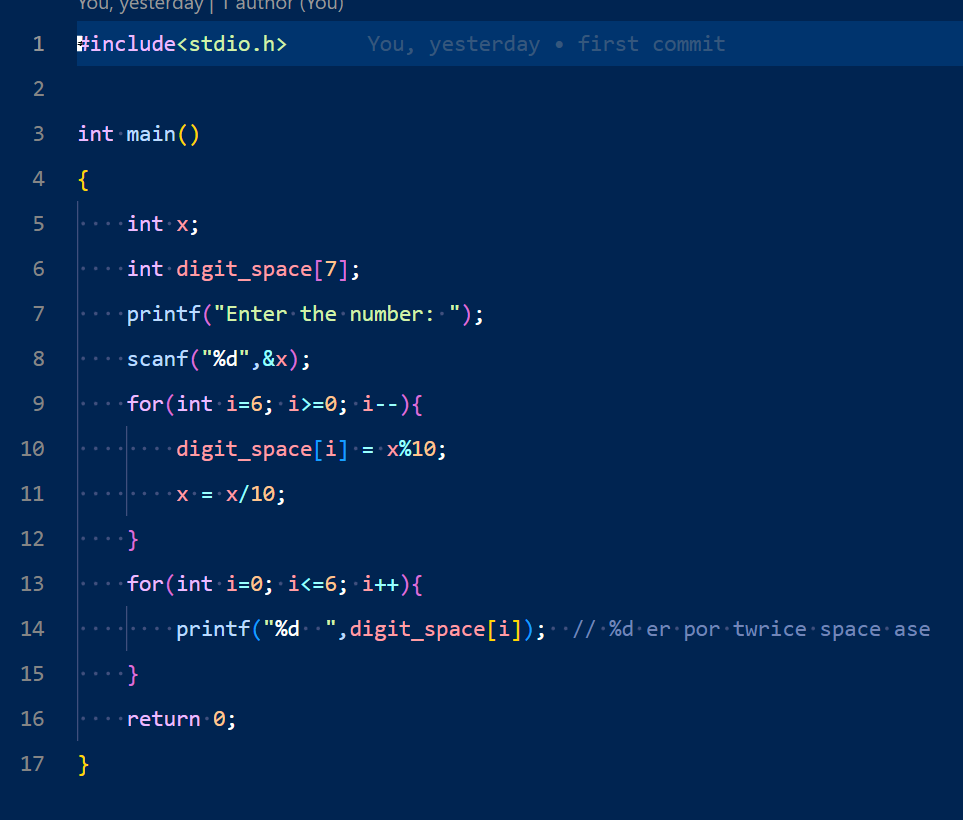 You, yesterday | 1 author (You)
1 #include<stdio.h> You, yesterday • first commit
2
3 int main()
4 {
5 int x;
6 int digit_space[7];
7 printf("Enter the number: ");
8 scanf("%d",&x);
9 for(int i=6; i>=0; i--){
10 digit_space[i] = x%10;
11 x = x/10;
12 }
13 for(int i=0; i<=6; i++){
14 printf("%d  ",digit_space[i]);  // %d er por twrice space ase
15 }
16 return 0;
17 }